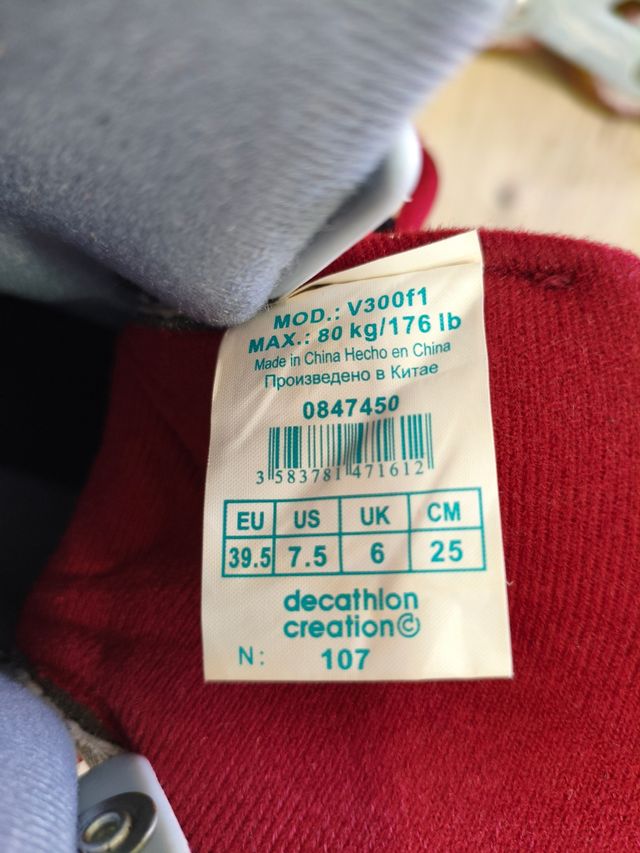 MOD.: V300f1
MAX.: 80 kg/176 lb
Made in China Hecho en China
Произведено в Китае
0847450
3 583781 471612
EU US UK CM
39.5 7.5 6 25
decathlon
creation©
N: 107